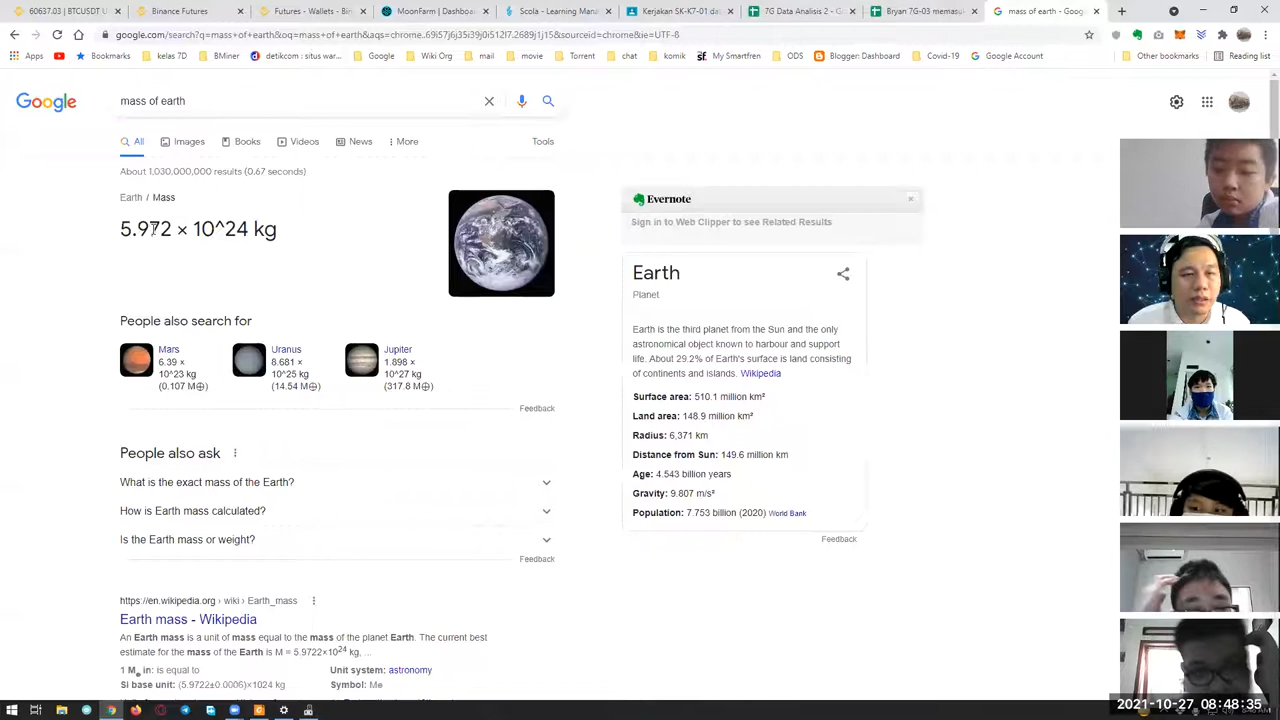 60637.03 | BTCUSDT
Binance Futures
Futures - Wallets - Bi
MoonFarm | Dashboard
Scola - Learning Mana
Kerjakan SK-K7-01 dab
7G Data Analisis 2 - G
Bryan 7G-03 memasuk
mass of earth - Goog
google.com/search?q=mass+of+earth&oq=mass+of+earth&aqs=chrome..69i57j6j35i39j0i512l7.2689j1j15&sourceid=chrome&ie=UTF-8
Apps
Bookmarks
kelas 7D
BMiner
detikcom : situs war...
Google
Wiki Org
mail
movie
Torrent
chat
komik
My Smartfren
ODS
Blogger: Dashboard
Covid-19
Google Account
Other bookmarks
Reading list
Google
mass of earth
All
Images
Books
Videos
News
More
Tools
About 1,030,000,000 results (0.67 seconds)
Earth / Mass
5.972 × 10^24 kg
People also search for
Mars
6.39 ×
10^23 kg
(0.107 M⊕)
Uranus
8.681 ×
10^25 kg
(14.54 M⊕)
Jupiter
1.898 ×
10^27 kg
(317.8 M⊕)
Feedback
People also ask
What is the exact mass of the Earth?
How is Earth mass calculated?
Is the Earth mass or weight?
Feedback
https://en.wikipedia.org › wiki › Earth_mass
Earth mass - Wikipedia
An Earth mass is a unit of mass equal to the mass of the planet Earth. The current best
estimate for the mass of the Earth is M = 5.9722×10²⁴ kg, ...
1 M⊕ in: is equal to
Unit system: astronomy
SI base unit: (5.9722±0.0006)×1024 kg
Symbol: M⊕
Evernote
Sign in to Web Clipper to see Related Results
Earth
Planet
Earth is the third planet from the Sun and the only
astronomical object known to harbour and support
life. About 29.2% of Earth's surface is land consisting
of continents and islands. Wikipedia
Surface area: 510.1 million km²
Land area: 148.9 million km²
Radius: 6,371 km
Distance from Sun: 149.6 million km
Age: 4.543 billion years
Gravity: 9.807 m/s²
Population: 7.753 billion (2020) World Bank
Feedback
2021-10-27 08:48:35